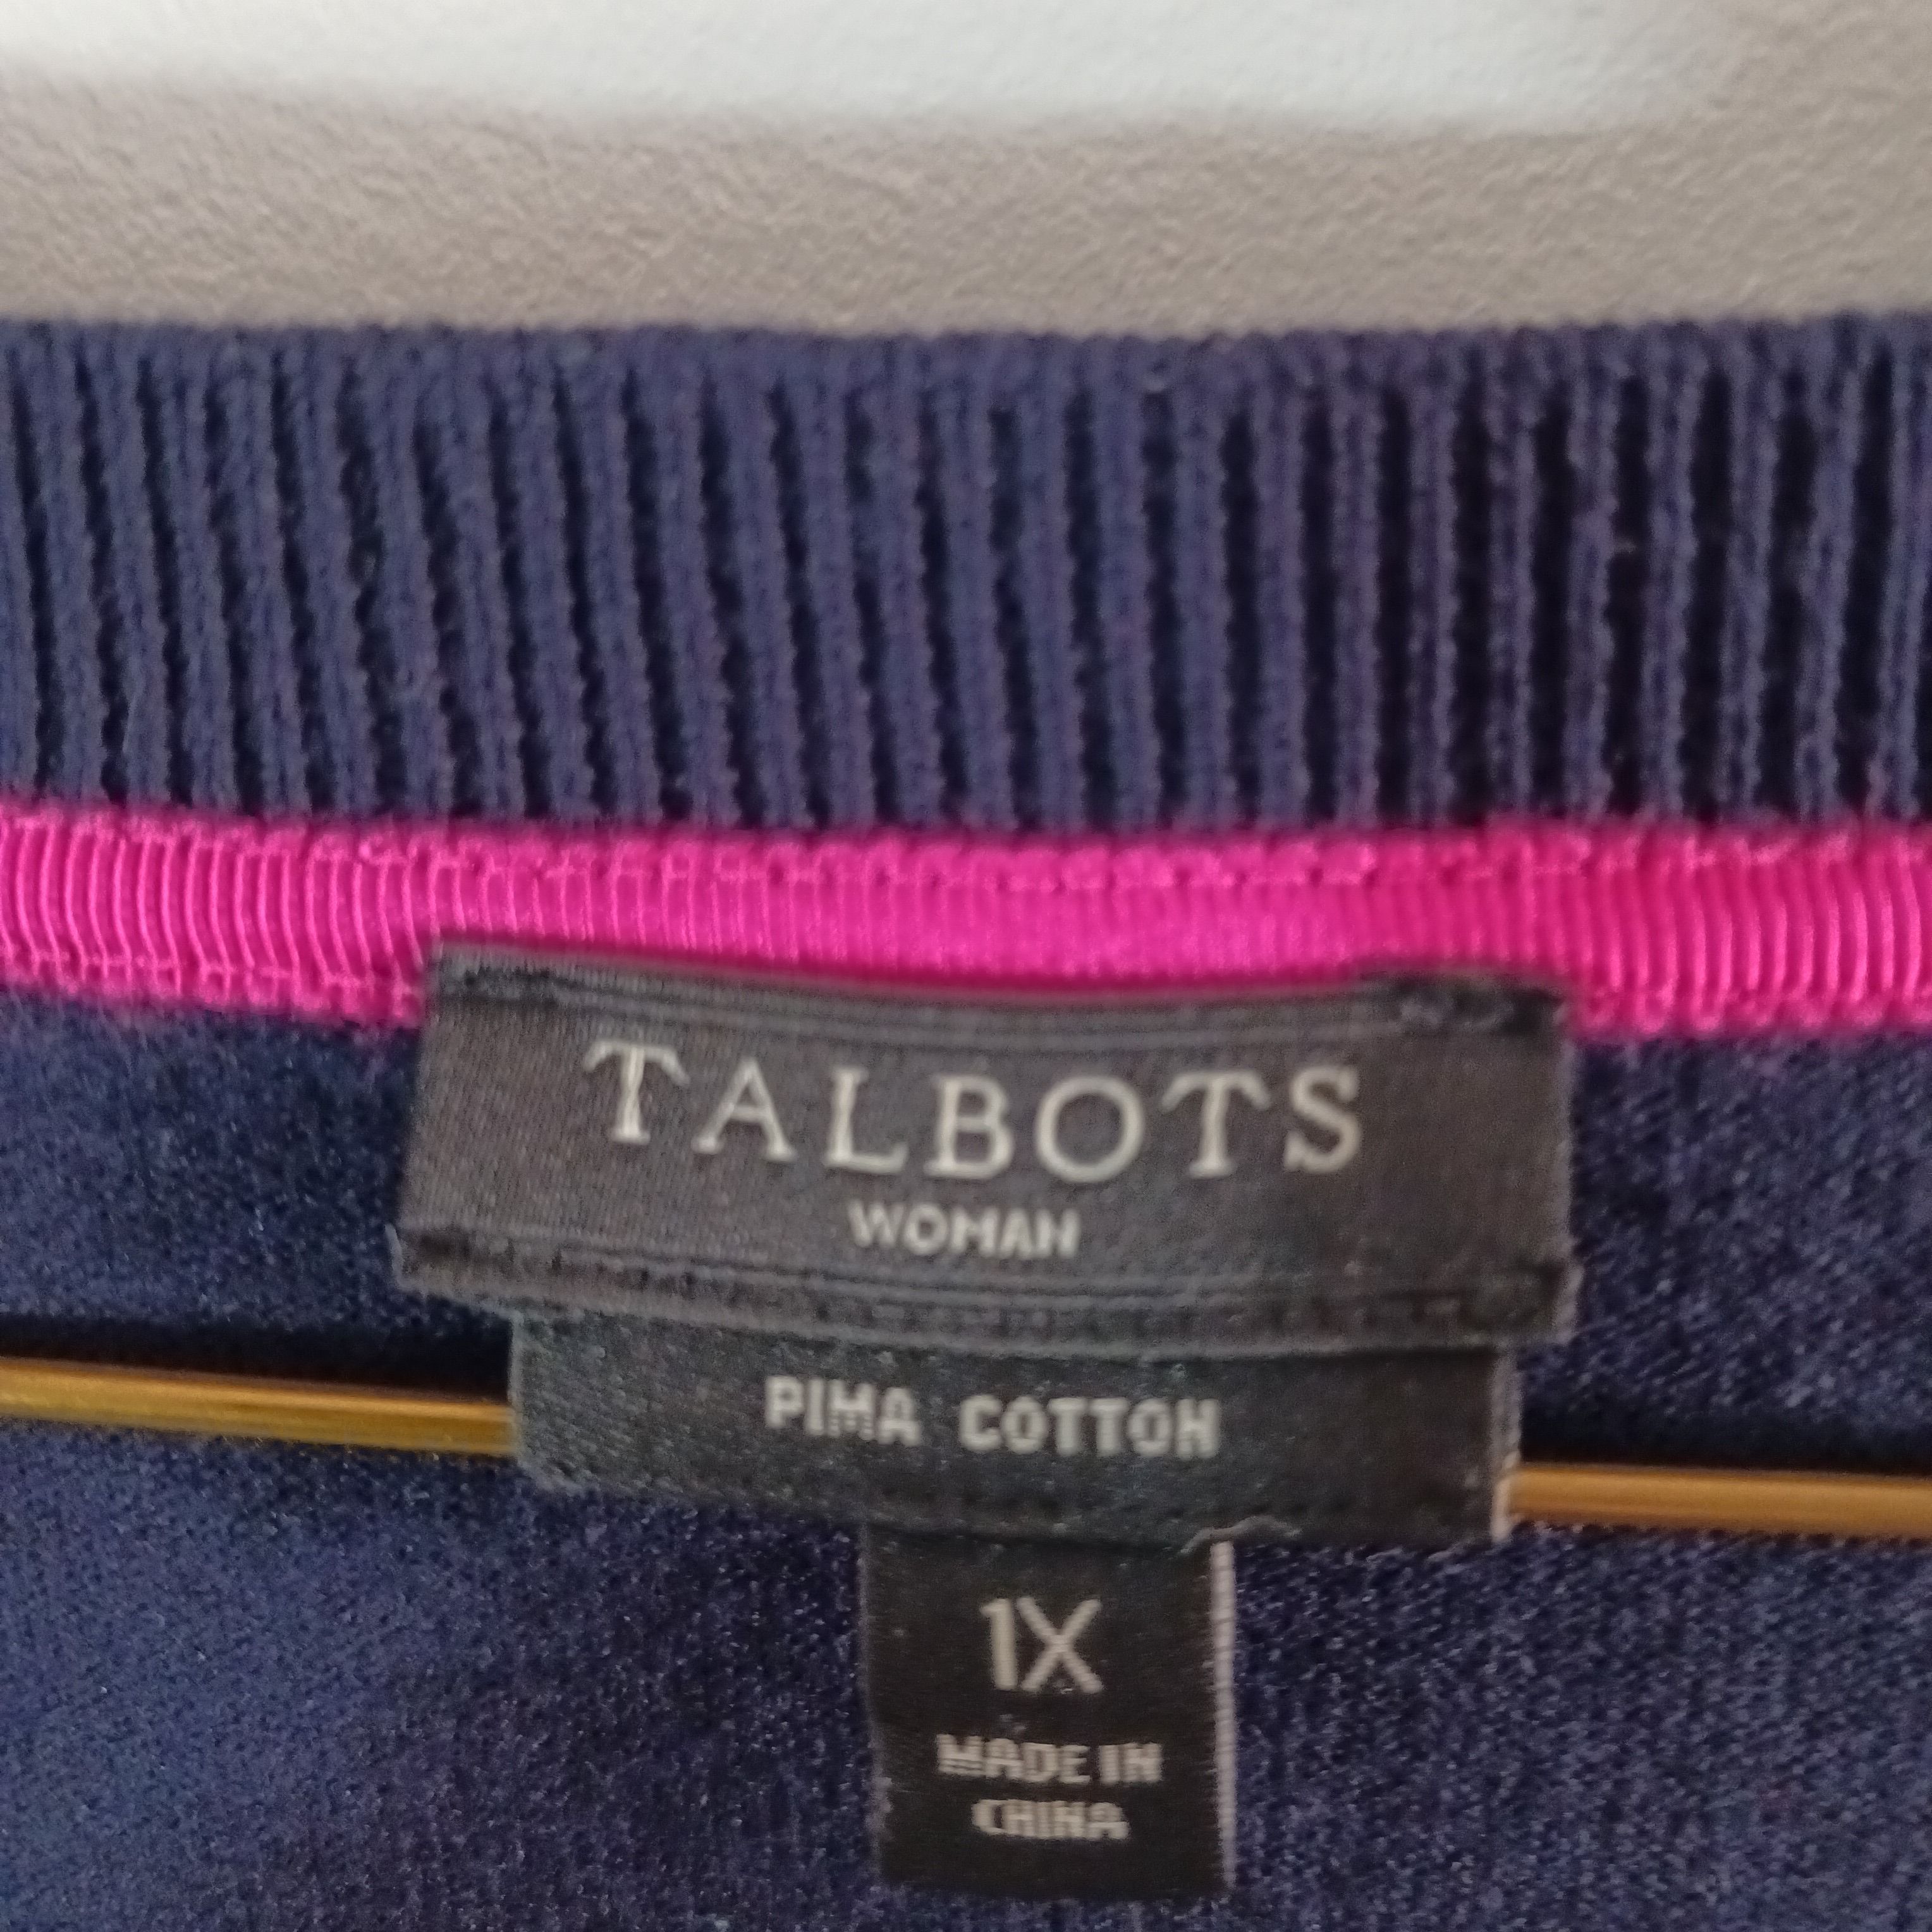 TALBOTS
WOMAN
PIMA COTTON
1X
MADE IN
CHINA